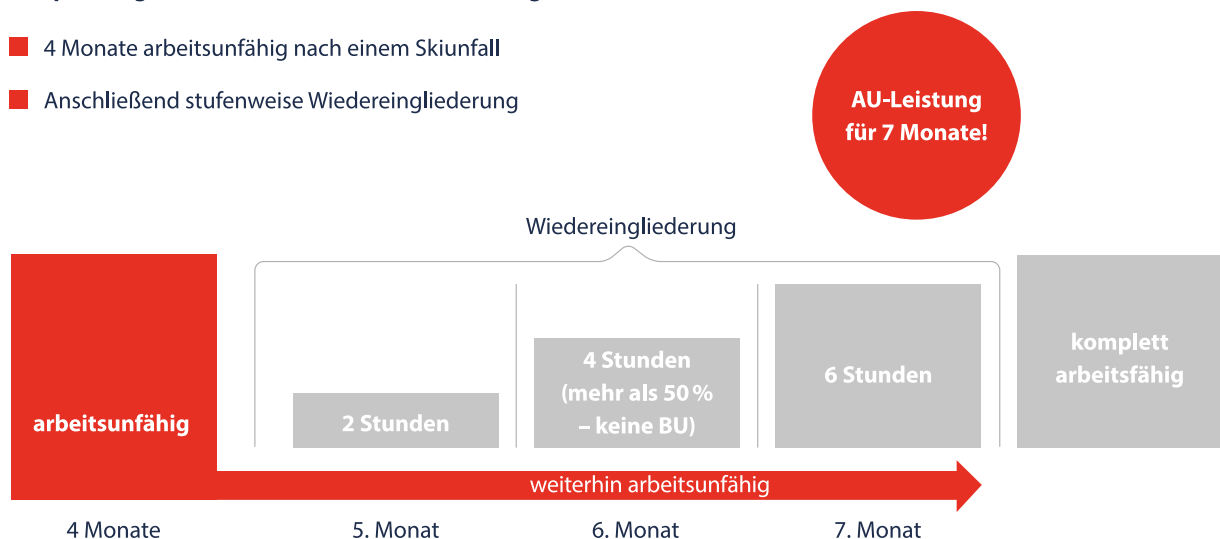 4 Monate arbeitsunfähig nach einem Skiunfall
Anschließend stufenweise Wiedereingliederung
AU-Leistung
für 7 Monate!
Wiedereingliederung
arbeitsunfähig
2 Stunden
4 Stunden
(mehr als 50 %
– keine BU)
6 Stunden
komplett
arbeitsfähig
weiterhin arbeitsunfähig
4 Monate
5. Monat
6. Monat
7. Monat